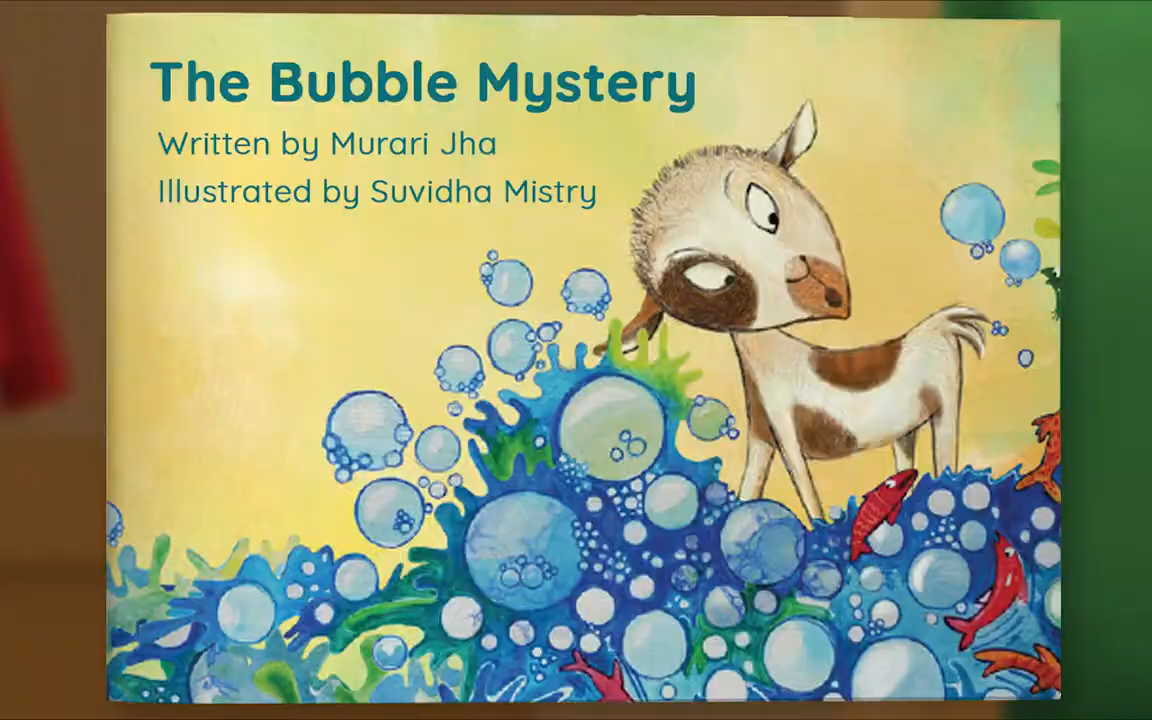 The Bubble Mystery
Written by Murari Jha
Illustrated by Suvidha Mistry